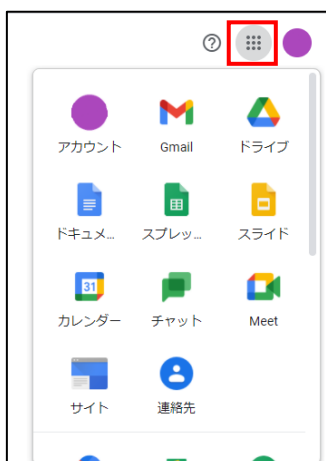 アカウント Gmail ドライブ
ドキュメ... スプレッ... スライド
31
カレンダー チャット Meet
サイト 連絡先